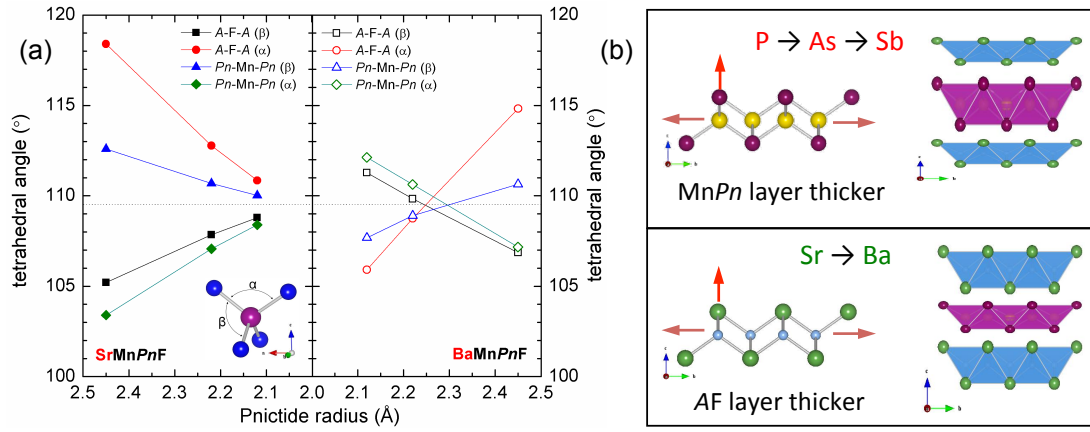 (a)
tetrahedral angle (°)
120
115
110
105
100
A-F-A (β)
A-F-A (α)
Pn-Mn-Pn (β)
Pn-Mn-Pn (α)
α
β
SrMnPnF
2.5 2.4 2.3 2.2 2.1
A-F-A (β)
A-F-A (α)
Pn-Mn-Pn (β)
Pn-Mn-Pn (α)
BaMnPnF
2.0 2.1 2.2 2.3 2.4 2.5
Pnictide radius (Å)
120
115
110
105
100
tetrahedral angle (°)
(b)
P → As → Sb
MnPn layer thicker
Sr → Ba
AF layer thicker